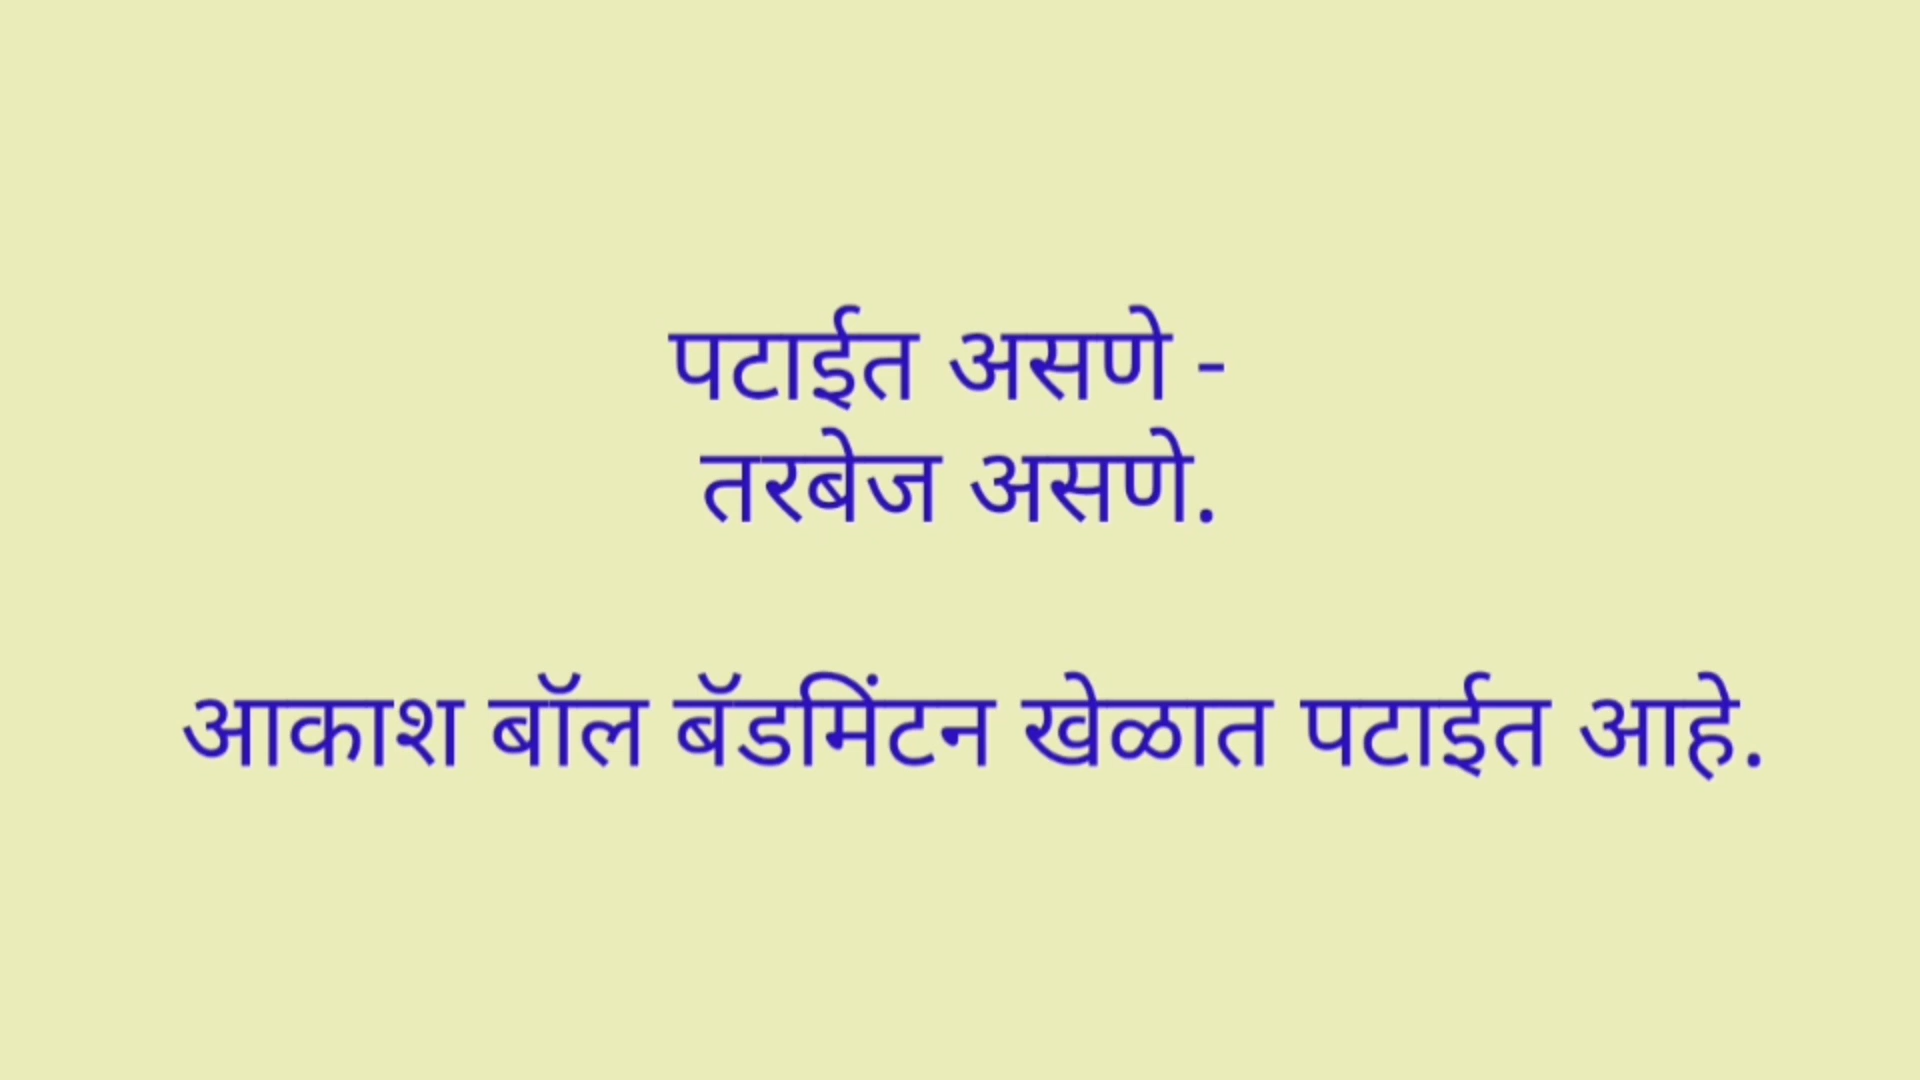 पटाईत असणे -
तरबेज असणे.
आकाश बॉल बॅडमिंटन खेळात पटाईत आहे.